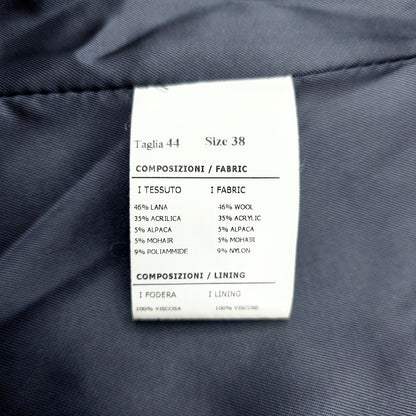 Taglia 44 Size 38
COMPOSIZIONI / FABRIC
I TESSUTO I FABRIC
46% LANA 46% WOOL
35% ACRILICA 35% ACRYLIC
5% ALPACA 5% ALPACA
5% MOHAIR 5% MOHAIR
9% POLIAMMIDE 9% NYLON
COMPOSIZIONI / LINING
I FODERA I LINING
100% VISCOSA 100% VISCOSE